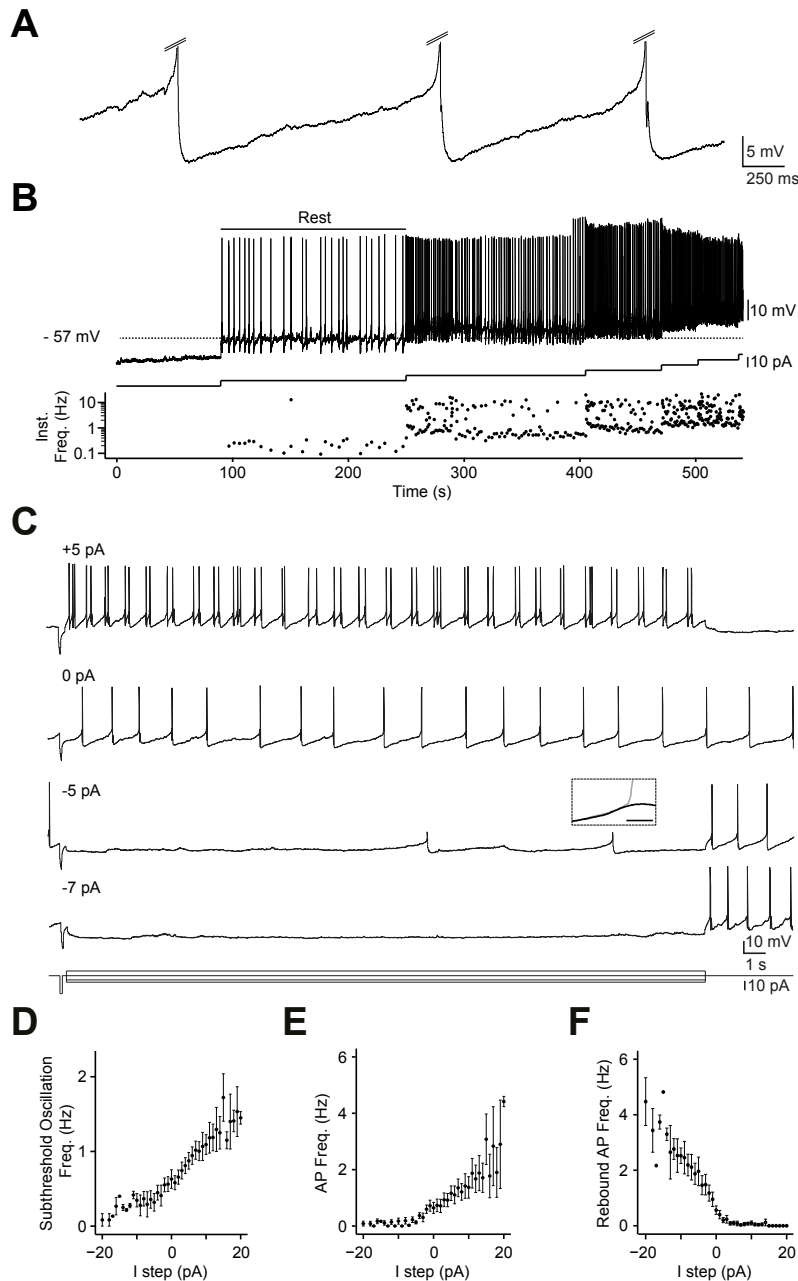 A
5 mV
250 ms
B
Rest
- 57 mV
10 mV
10 pA
Inst.
Freq. (Hz)
10
1
0.1
0
100
200
300
400
500
Time (s)
C
+5 pA
0 pA
-5 pA
-7 pA
10 mV
1 s
10 pA
D
Subthreshold Oscillation
Freq. (Hz)
2
1
0
−20
0
20
I step (pA)
E
AP Freq. (Hz)
6
4
2
0
−20
0
20
I step (pA)
F
Rebound AP Freq. (Hz)
6
4
2
0
−20
0
20
I step (pA)